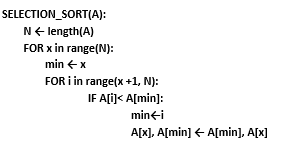 SELECTION_SORT(A):
N ← length(A)
FOR x in range(N):
min ← x
FOR i in range(x +1, N):
IF A[i]< A[min]:
min←i
A[x], A[min] ← A[min], A[x]